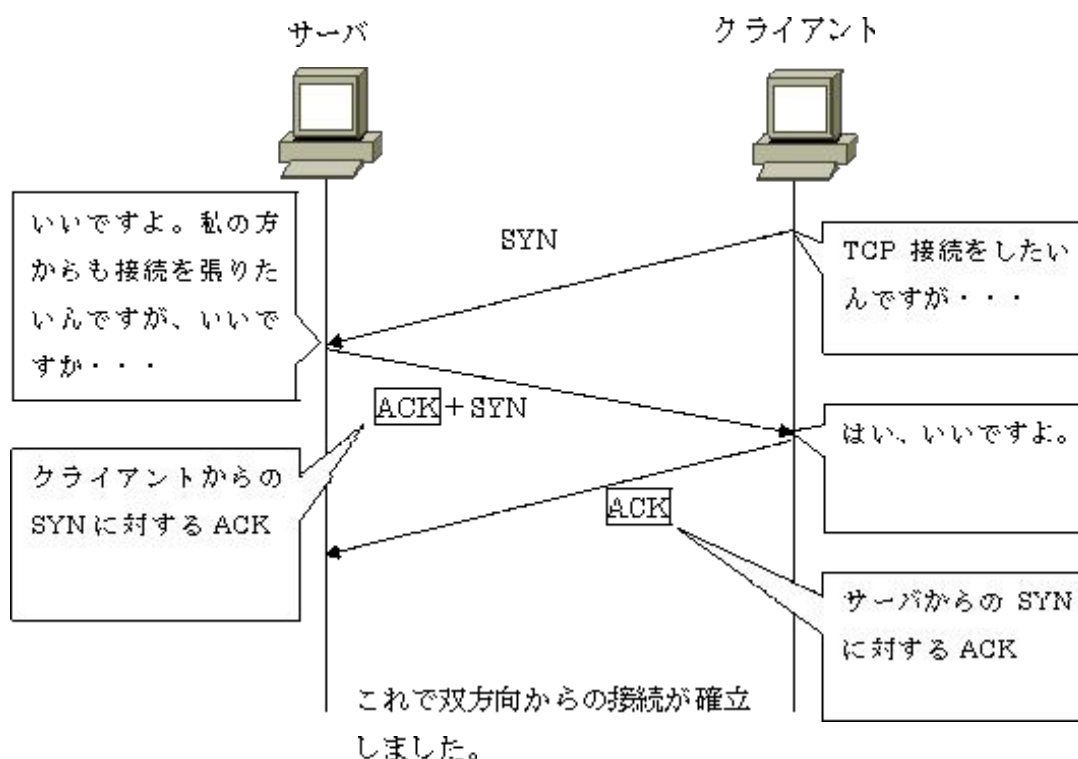 サーバ
クライアント
いいですよ。私の方
からも接続を張りた
いんですが、いいで
すか・・・
SYN
TCP 接続をしたい
んですが・・・
ACK+SYN
はい、いいですよ。
クライアントからの
SYNに対する ACK
ACK
サーバからの SYN
に対する ACK
これで双方向からの接続が確立
しました。